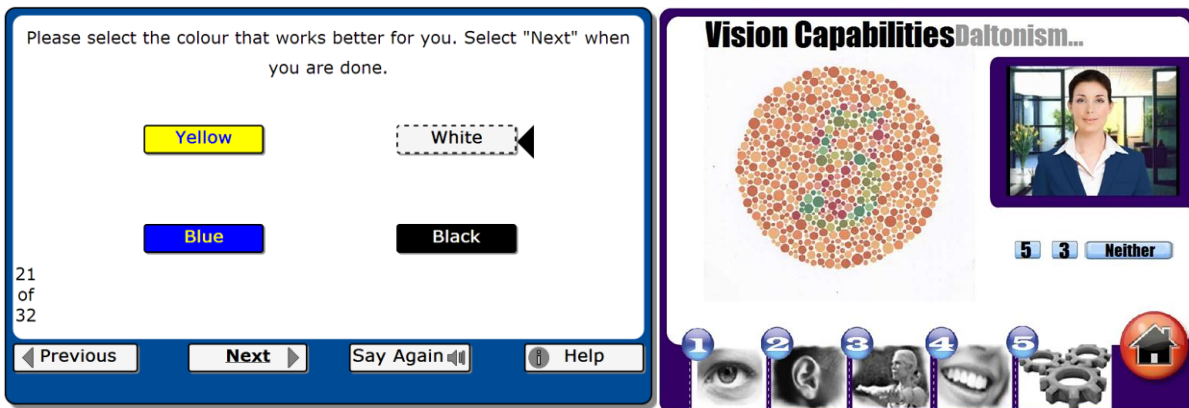 Please select the colour that works better for you. Select "Next" when
you are done.
Yellow
White
Blue
Black
21
of
32
Previous
Next
Say Again
Help
Vision Capabilities Daltonism...
5
5 3 Neither
1 2 3 4 5